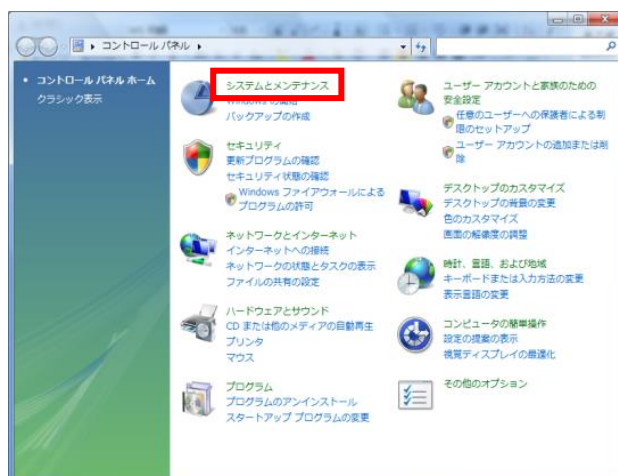 コントロール パネル
コントロール パネル ホーム
クラシック表示
システムとメンテナンス
Windows の開始
バックアップの作成
セキュリティ
更新プログラムの確認
セキュリティ状態の確認
Windows ファイアウォールによる
プログラムの許可
ネットワークとインターネット
インターネットへの接続
ネットワークの状態とタスクの表示
ファイルの共有の設定
ハードウェアとサウンド
CD または他のメディアの自動再生
プリンタ
マウス
プログラム
プログラムのアンインストール
スタートアップ プログラムの変更
ユーザー アカウントと家族のための
安全設定
任意のユーザーへの保護者による制
限のセットアップ
ユーザー アカウントの追加または削
除
デスクトップのカスタマイズ
デスクトップの背景の変更
色のカスタマイズ
画面の解像度の調整
時計、言語、および地域
キーボードまたは入力方法の変更
表示言語の変更
コンピュータの簡単操作
設定の提案の表示
視覚ディスプレイの最適化
その他のオプション